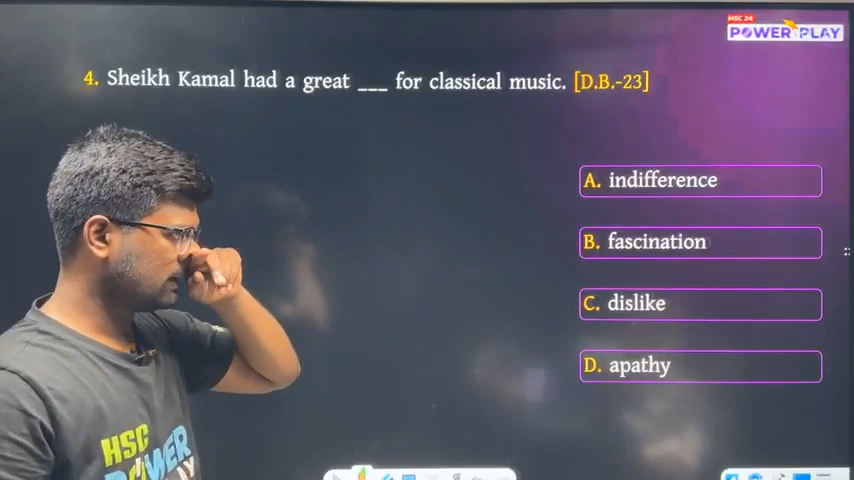 HSC 24
POWER PLAY
4. Sheikh Kamal had a great ___ for classical music. [D.B.-23]
A. indifference
B. fascination
C. dislike
D. apathy
HSC